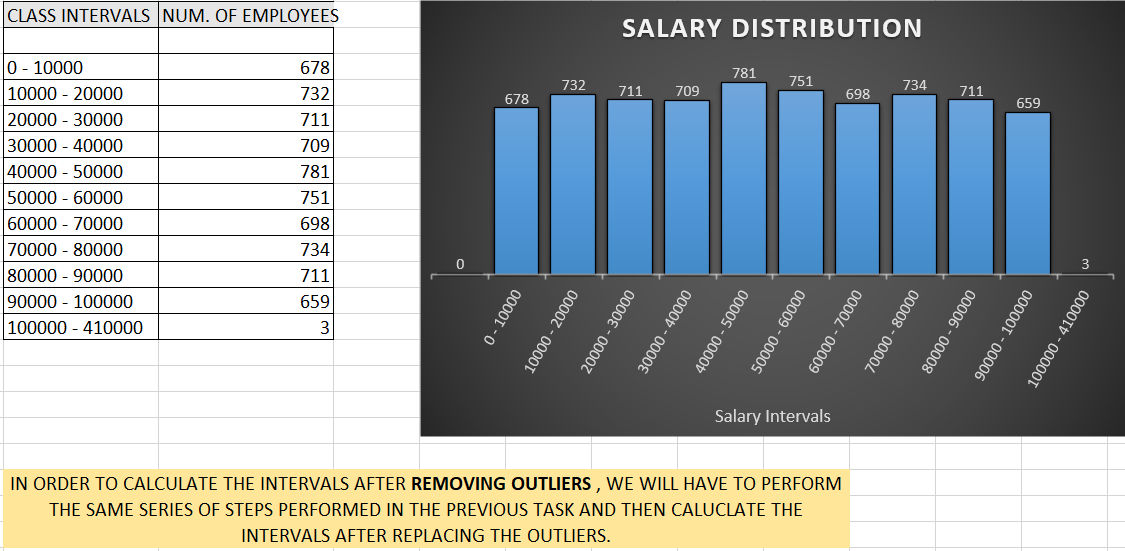 CLASS INTERVALS NUM. OF EMPLOYEES
0 - 10000 678
10000 - 20000 732
20000 - 30000 711
30000 - 40000 709
40000 - 50000 781
50000 - 60000 751
60000 - 70000 698
70000 - 80000 734
80000 - 90000 711
90000 - 100000 659
100000 - 410000 3
SALARY DISTRIBUTION
0 678 732 711 709 781 751 698 734 711 659 3
0 - 10000
10000 - 20000
20000 - 30000
30000 - 40000
40000 - 50000
50000 - 60000
60000 - 70000
70000 - 80000
80000 - 90000
90000 - 100000
100000 - 410000
Salary Intervals
IN ORDER TO CALCULATE THE INTERVALS AFTER REMOVING OUTLIERS , WE WILL HAVE TO PERFORM
THE SAME SERIES OF STEPS PERFORMED IN THE PREVIOUS TASK AND THEN CALUCLATE THE
INTERVALS AFTER REPLACING THE OUTLIERS.